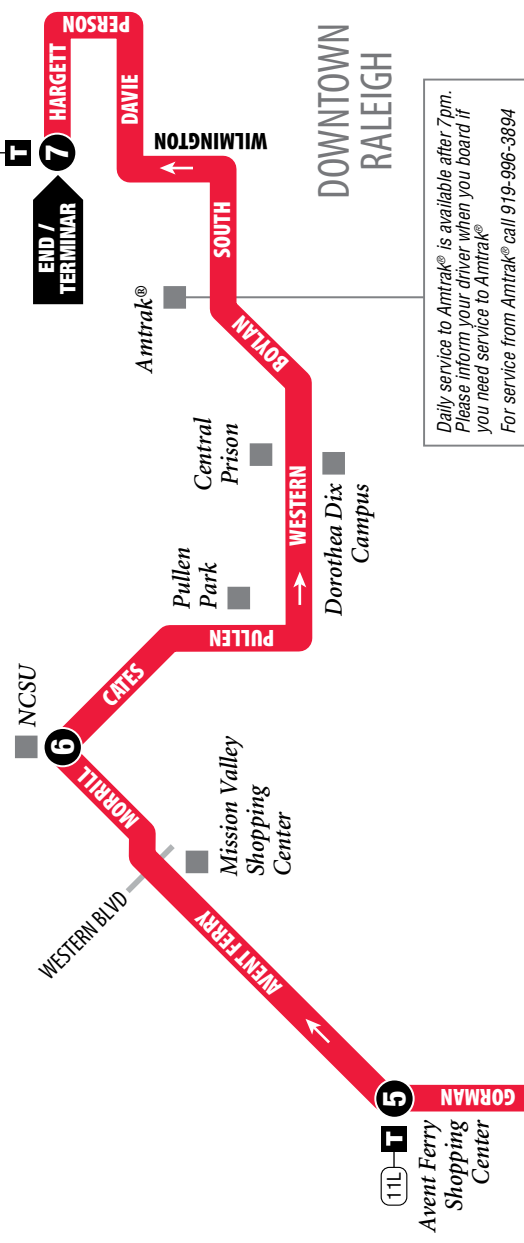 T
7
END /
TERMINAR
HARGETT
PERSON
DAVIE
WILMINGTON
SOUTH
DOWNTOWN
RALEIGH
Amtrak®
BOYLAN
Central
Prison
WESTERN
Dorothea Dix
Campus
Pullen
Park
PULLEN
CATES
NCSU
6
MORRILL
WESTERN BLVD
Mission Valley
Shopping
Center
AVENT FERRY
11L
T
5
Avent Ferry
Shopping
Center
GORMAN
Daily service to Amtrak® is available after 7pm.
Please inform your driver when you board if
you need service to Amtrak®
For service from Amtrak® call 919-996-3894